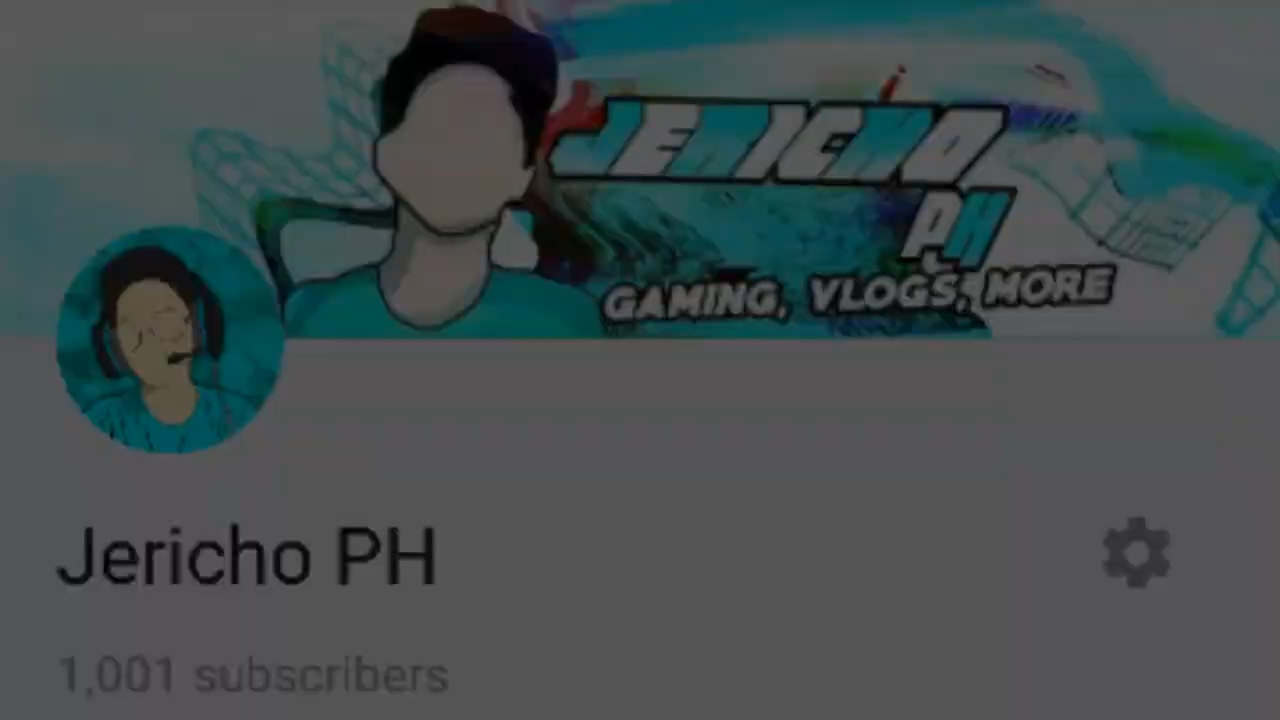 JERICHO
PH
GAMING, VLOGS, MORE
Jericho PH
1,001 subscribers